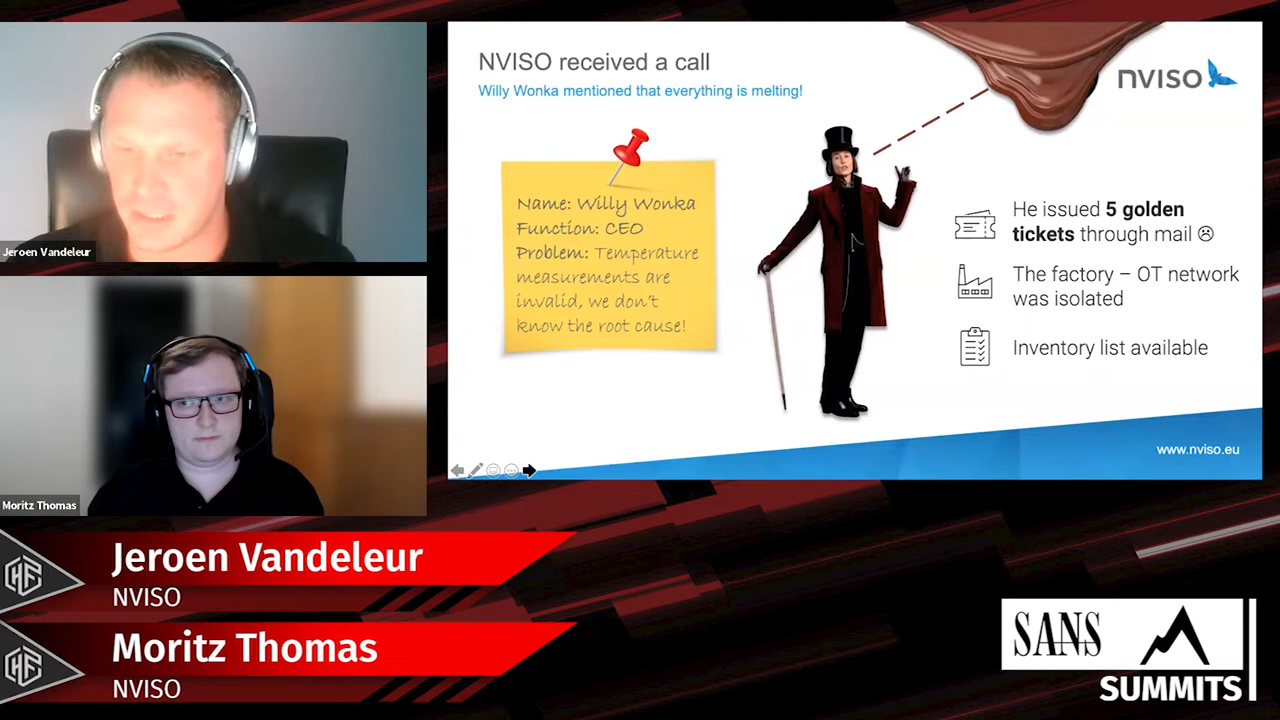 Jeroen Vandeleur
Moritz Thomas
NVISO received a call
Willy Wonka mentioned that everything is melting!
nviso
Name: Willy Wonka
Function: CEO
Problem: Temperature
measurements are
invalid, we don't
know the root cause!
He issued 5 golden
tickets through mail ☹
The factory – OT network
was isolated
Inventory list available
www.nviso.eu
Jeroen Vandeleur
NVISO
Moritz Thomas
NVISO
SANS
SUMMITS